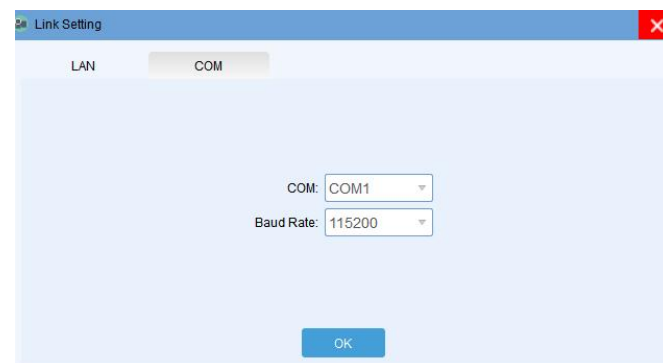 Link Setting
LAN COM
COM: COM1
Baud Rate: 115200
OK